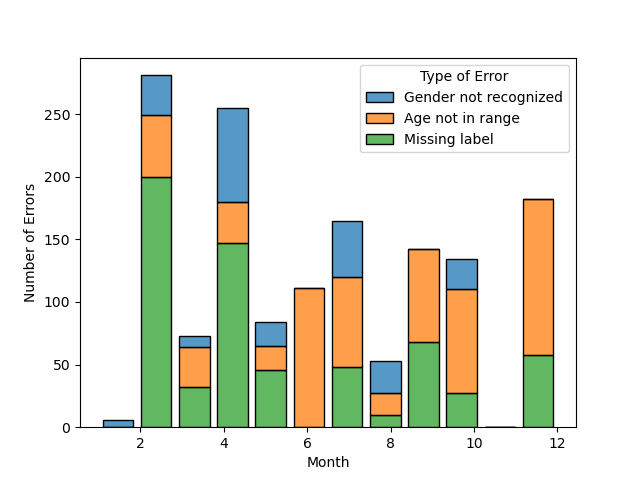 Type of Error
Gender not recognized
Age not in range
Missing label
Number of Errors
250
200
150
100
50
0
2 4 6 8 10 12
Month